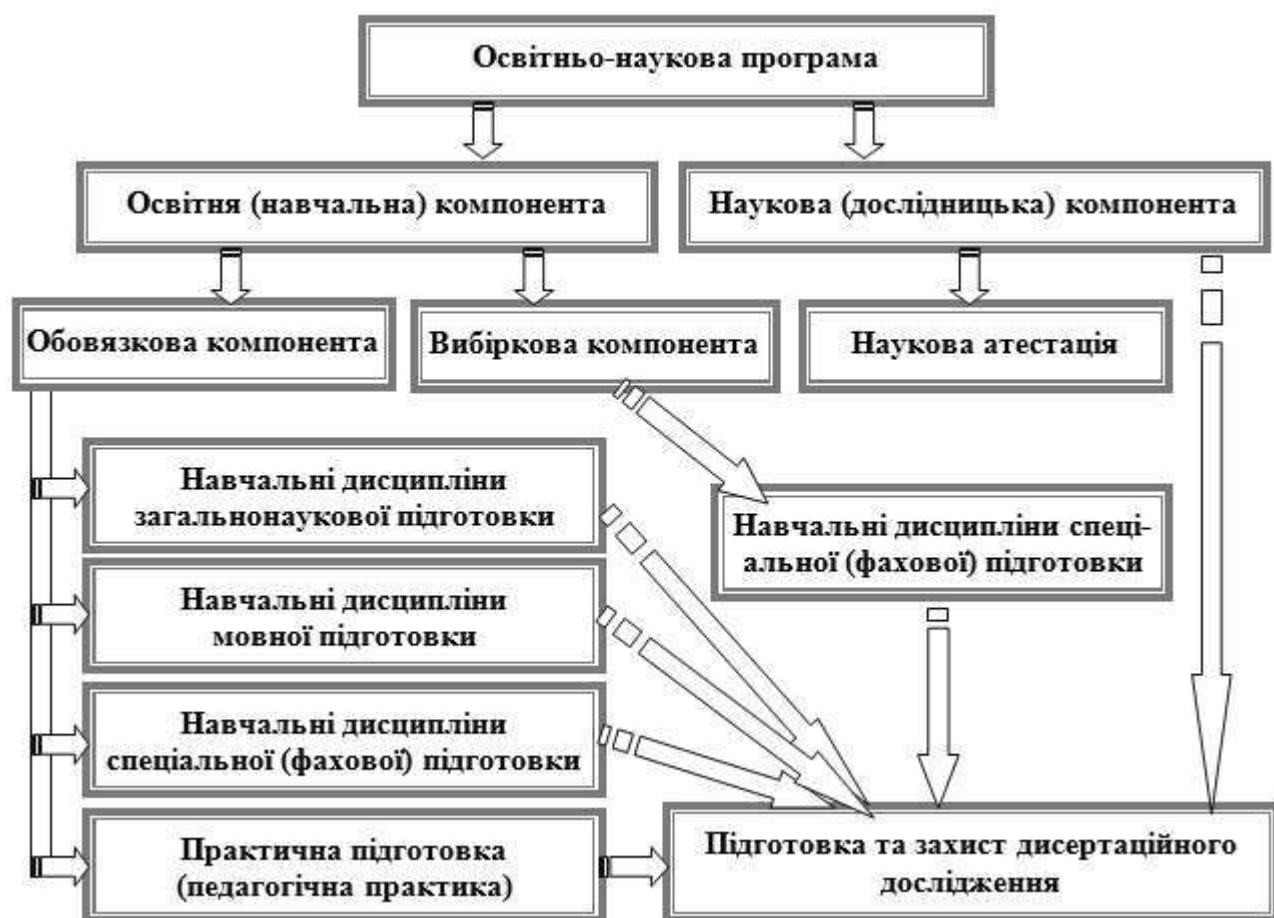 Освітньо-наукова програма
Освітня (навчальна) компонента
Наукова (дослідницька) компонента
Обовязкова компонента
Вибіркова компонента
Наукова атестація
Навчальні дисципліни
загальнонаукової підготовки
Навчальні дисципліни спеці-
альної (фахової) підготовки
Навчальні дисципліни
мовної підготовки
Навчальні дисципліни
спеціальної (фахової) підготовки
Практична підготовка
(педагогічна практика)
Підготовка та захист дисертаційного
дослідження